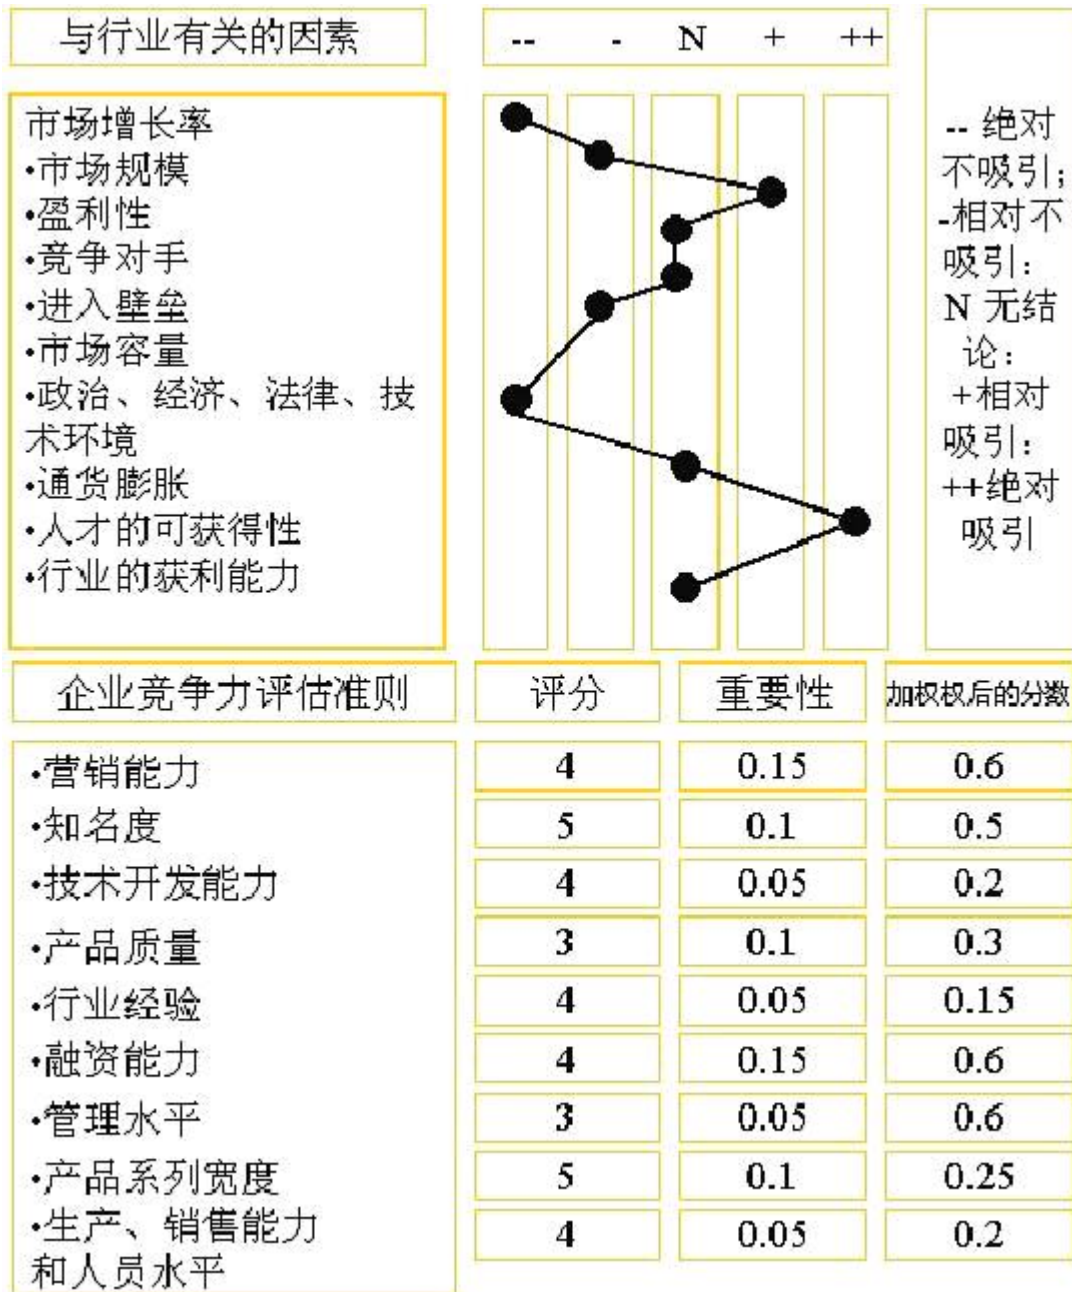 与行业有关的因素
-- - N + ++
市场增长率
•市场规模
•盈利性
•竞争对手
•进入壁垒
•市场容量
•政治、经济、法律、技
术环境
•通货膨胀
•人才的可获得性
•行业的获利能力
-- 绝对
不吸引；
-相对不
吸引：
N 无结
论：
+相对
吸引：
++绝对
吸引
企业竞争力评估准则 评分 重要性 加权权后的分数
•营销能力 4 0.15 0.6
•知名度 5 0.1 0.5
•技术开发能力 4 0.05 0.2
•产品质量 3 0.1 0.3
•行业经验 4 0.05 0.15
•融资能力 4 0.15 0.6
•管理水平 3 0.05 0.6
•产品系列宽度 5 0.1 0.25
•生产、销售能力 4 0.05 0.2
和人员水平